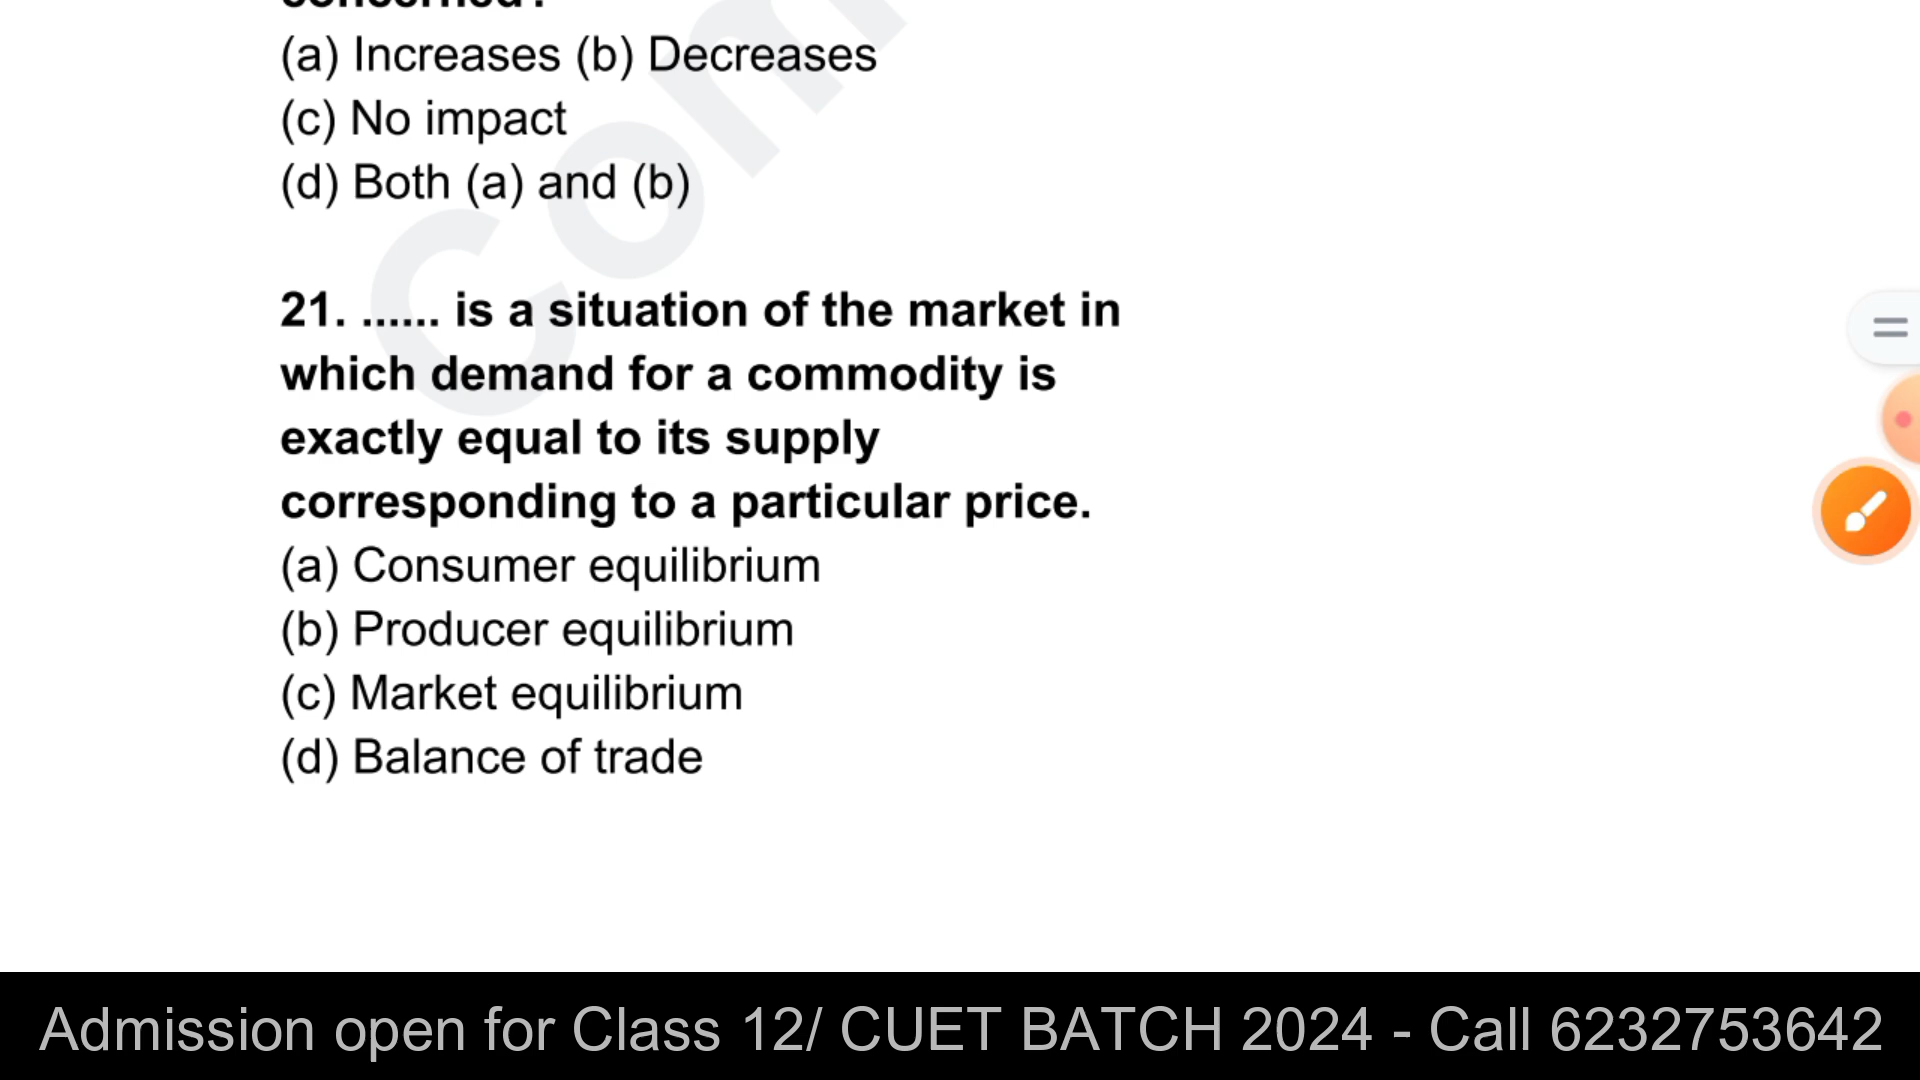 (a) Increases (b) Decreases
(c) No impact
(d) Both (a) and (b)
21. ...... is a situation of the market in
which demand for a commodity is
exactly equal to its supply
corresponding to a particular price.
(a) Consumer equilibrium
(b) Producer equilibrium
(c) Market equilibrium
(d) Balance of trade
Admission open for Class 12/ CUET BATCH 2024 - Call 6232753642